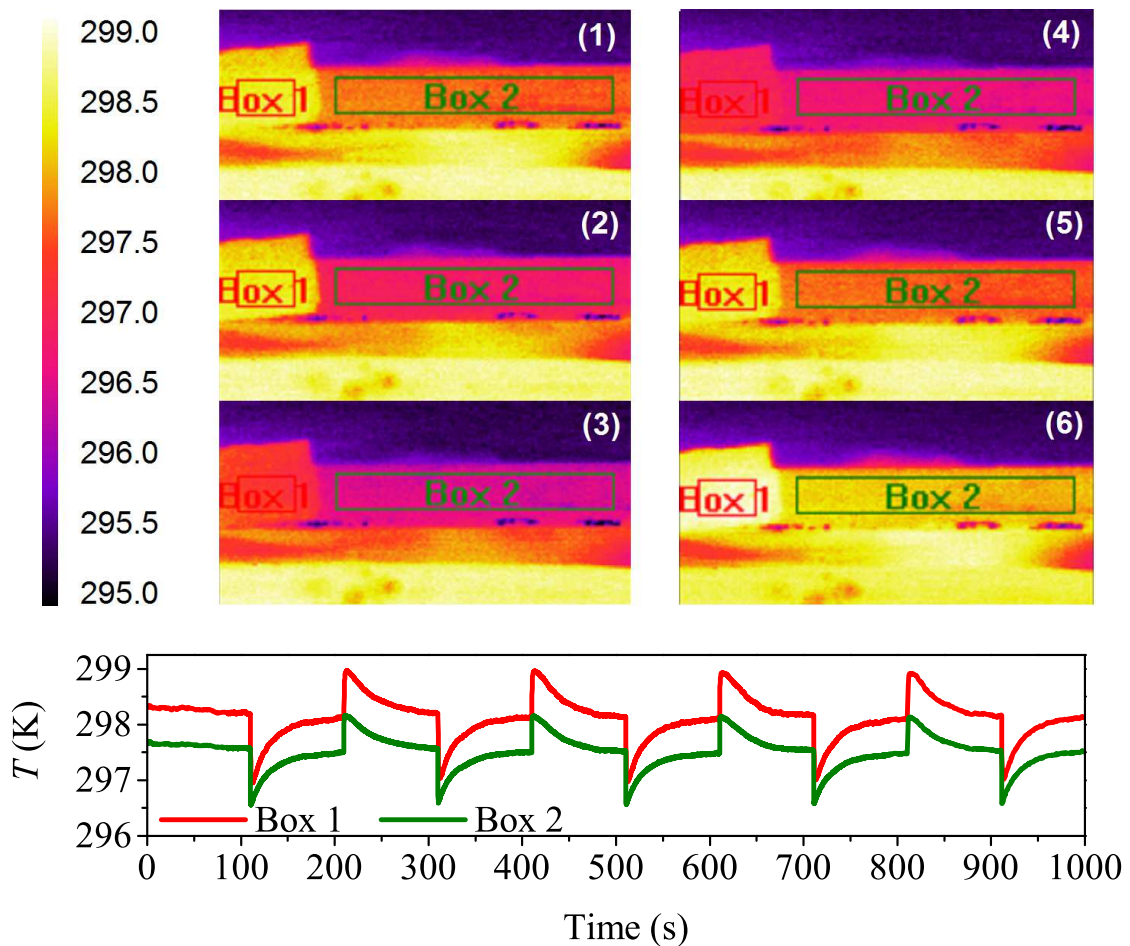 299.0
298.5
298.0
297.5
297.0
296.5
296.0
295.5
295.0
(1)
Box 1
Box 2
(2)
Box 1
Box 2
(3)
Box 1
Box 2
(4)
Box 1
Box 2
(5)
Box 1
Box 2
(6)
Box 1
Box 2
T (K)
299
298
297
296
Box 1 Box 2
0 100 200 300 400 500 600 700 800 900 1000
Time (s)